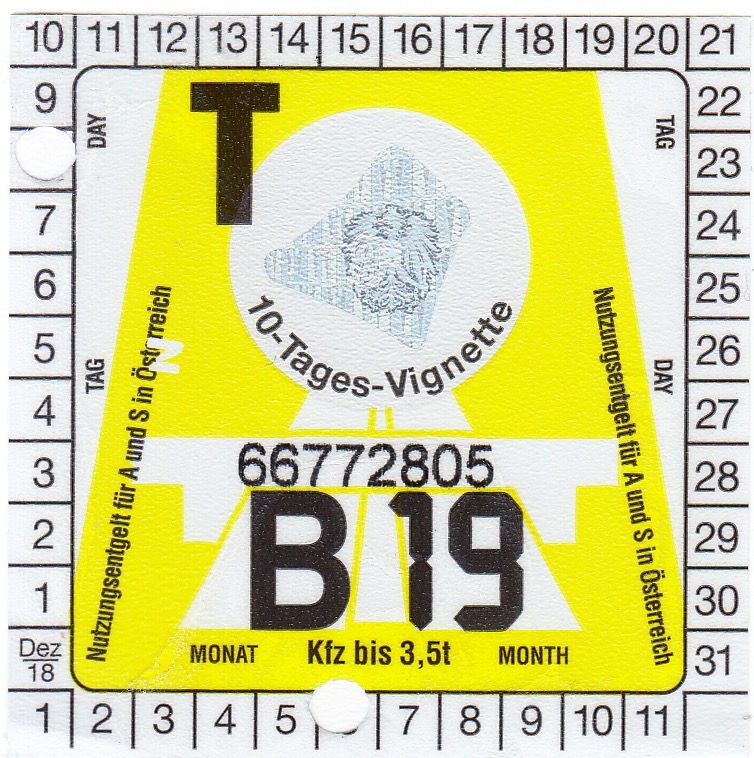 10 11 12 13 14 15 16 17 18 19 20 21
9 22
DAY T TAG
23
7 24
6 25
5 26
4 27
3 28
2 29
1 30
Dez 18 31
10-Tages-Vignette
Nutzungsentgelt für A und S in Österreich
Nutzungsentgelt für A und S in Österreich
TAG DAY
66772805
B 19
MONAT Kfz bis 3,5t MONTH
1 2 3 4 5 7 8 9 10 11